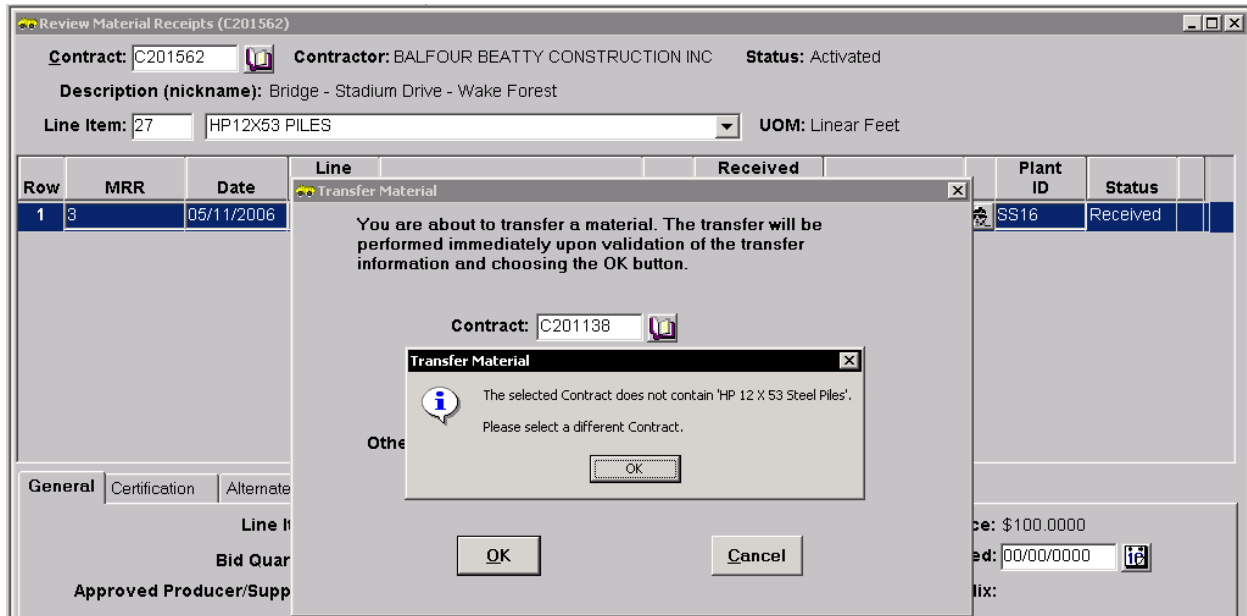 Review Material Receipts (C201562)
Contract: C201562 Contractor: BALFOUR BEATTY CONSTRUCTION INC Status: Activated
Description (nickname): Bridge - Stadium Drive - Wake Forest
Line Item: 27 HP12X53 PILES UOM: Linear Feet
Row MRR Date Line Received Plant ID Status
1 3 05/11/2006 SS16 Received
Transfer Material
You are about to transfer a material. The transfer will be
performed immediately upon validation of the transfer
information and choosing the OK button.
Contract: C201138
Transfer Material
The selected Contract does not contain 'HP 12 X 53 Steel Piles'.
Please select a different Contract.
OK
Othe
OK Cancel
General Certification Alternate
Line It
ce: $100.0000
Bid Quar
ed: 00/00/0000
Approved Producer/Supp
lix: